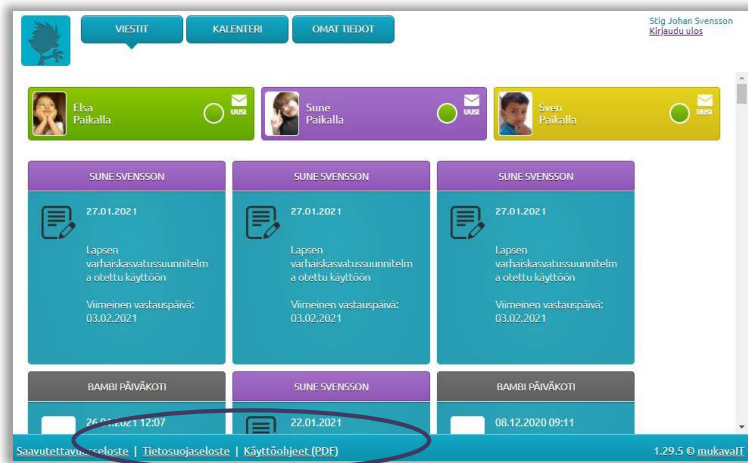 VIESTIT
KALENTERI
OMAT TIEDOT
Stig Johan Svensson
Kirjaudu ulos
Elsa
Paikalla
UUSI
Sune
Paikalla
UUSI
Sven
Paikalla
UUSI
SUNE SVENSSON
27.01.2021
Lapsen
varhaiskasvatussuunnitelm
a otettu käyttöön
Viimeinen vastauspäivä:
03.02.2021
SUNE SVENSSON
27.01.2021
Lapsen
varhaiskasvatussuunnitelm
a otettu käyttöön
Viimeinen vastauspäivä:
03.02.2021
SUNE SVENSSON
27.01.2021
Lapsen
varhaiskasvatussuunnitelm
a otettu käyttöön
Viimeinen vastauspäivä:
03.02.2021
BAMBI PÄIVÄKOTI
26.01.2021 12:07
SUNE SVENSSON
22.01.2021
BAMBI PÄIVÄKOTI
08.12.2020 09:11
Saavutettavuusseloste | Tietosuojaseloste | Käyttöohjeet (PDF)
1.29.5 © mukavaIT